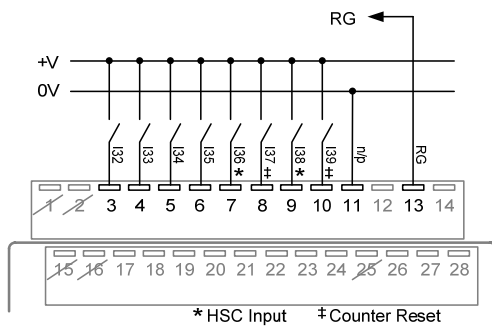 RG
+V
0V
I32 I33 I34 I35 I36 * I37 ‡ I38 * I39 ‡ n/p RG
1 2 3 4 5 6 7 8 9 10 11 12 13 14
15 16 17 18 19 20 21 22 23 24 25 26 27 28
* HSC Input ‡ Counter Reset